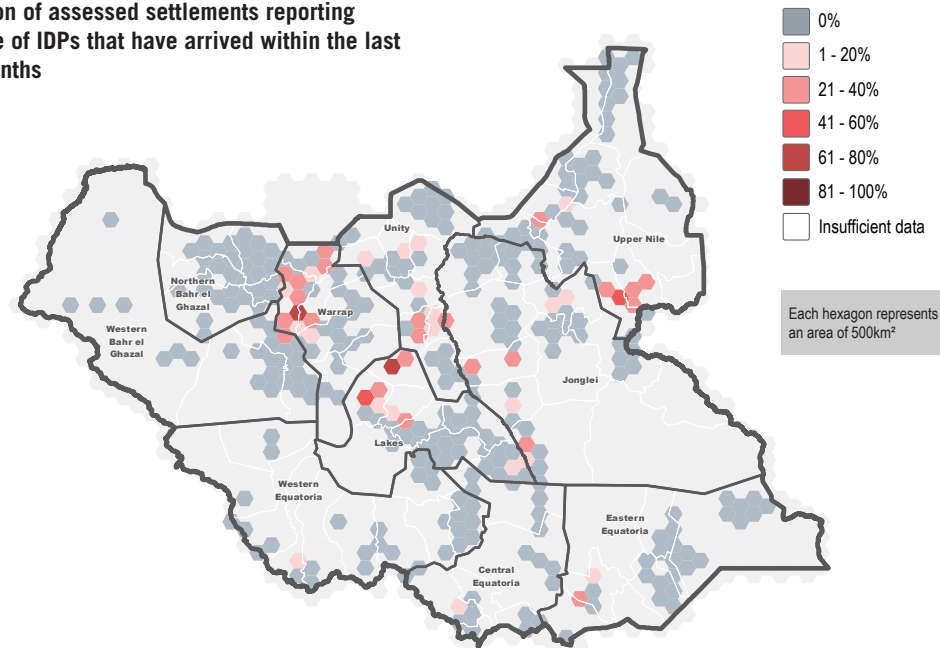 on of assessed settlements reporting
e of IDPs that have arrived within the last
nths
0%
1 - 20%
21 - 40%
41 - 60%
61 - 80%
81 - 100%
Insufficient data
Each hexagon represents
an area of 500km²
Unity
Upper Nile
Northern
Bahr el
Ghazal
Warrap
Western
Bahr el
Ghazal
Jonglei
Lakes
Western
Equatoria
Eastern
Equatoria
Central
Equatoria